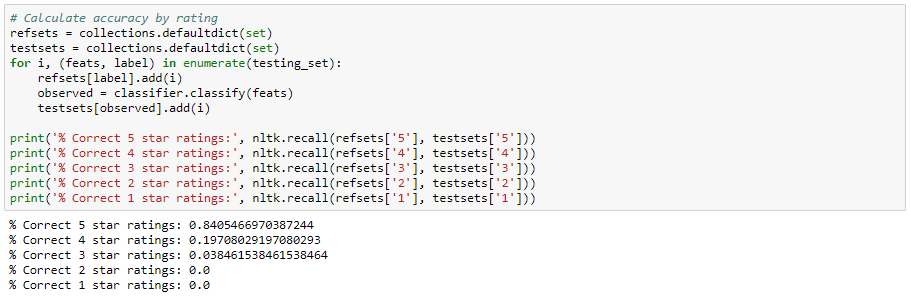 # Calculate accuracy by rating
refsets = collections.defaultdict(set)
testsets = collections.defaultdict(set)
for i, (feats, label) in enumerate(testing_set):
    refsets[label].add(i)
    observed = classifier.classify(feats)
    testsets[observed].add(i)

print('% Correct 5 star ratings:', nltk.recall(refsets['5'], testsets['5']))
print('% Correct 4 star ratings:', nltk.recall(refsets['4'], testsets['4']))
print('% Correct 3 star ratings:', nltk.recall(refsets['3'], testsets['3']))
print('% Correct 2 star ratings:', nltk.recall(refsets['2'], testsets['2']))
print('% Correct 1 star ratings:', nltk.recall(refsets['1'], testsets['1']))

% Correct 5 star ratings: 0.8405466970387244
% Correct 4 star ratings: 0.19708029197080293
% Correct 3 star ratings: 0.038461538461538464
% Correct 2 star ratings: 0.0
% Correct 1 star ratings: 0.0